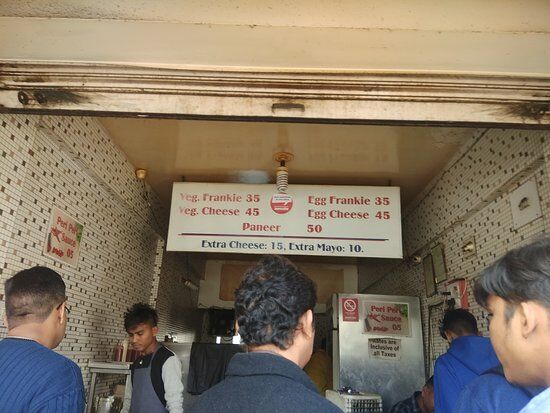 Veg. Frankie 35
Egg Frankie 35
Veg. Cheese 45
Egg Cheese 45
Paneer 50
Extra Cheese: 15, Extra Mayo: 10.
Peri Peri
Sauce
05
Peri Peri
Sauce
05
Rates are
Inclusive of
all Taxes